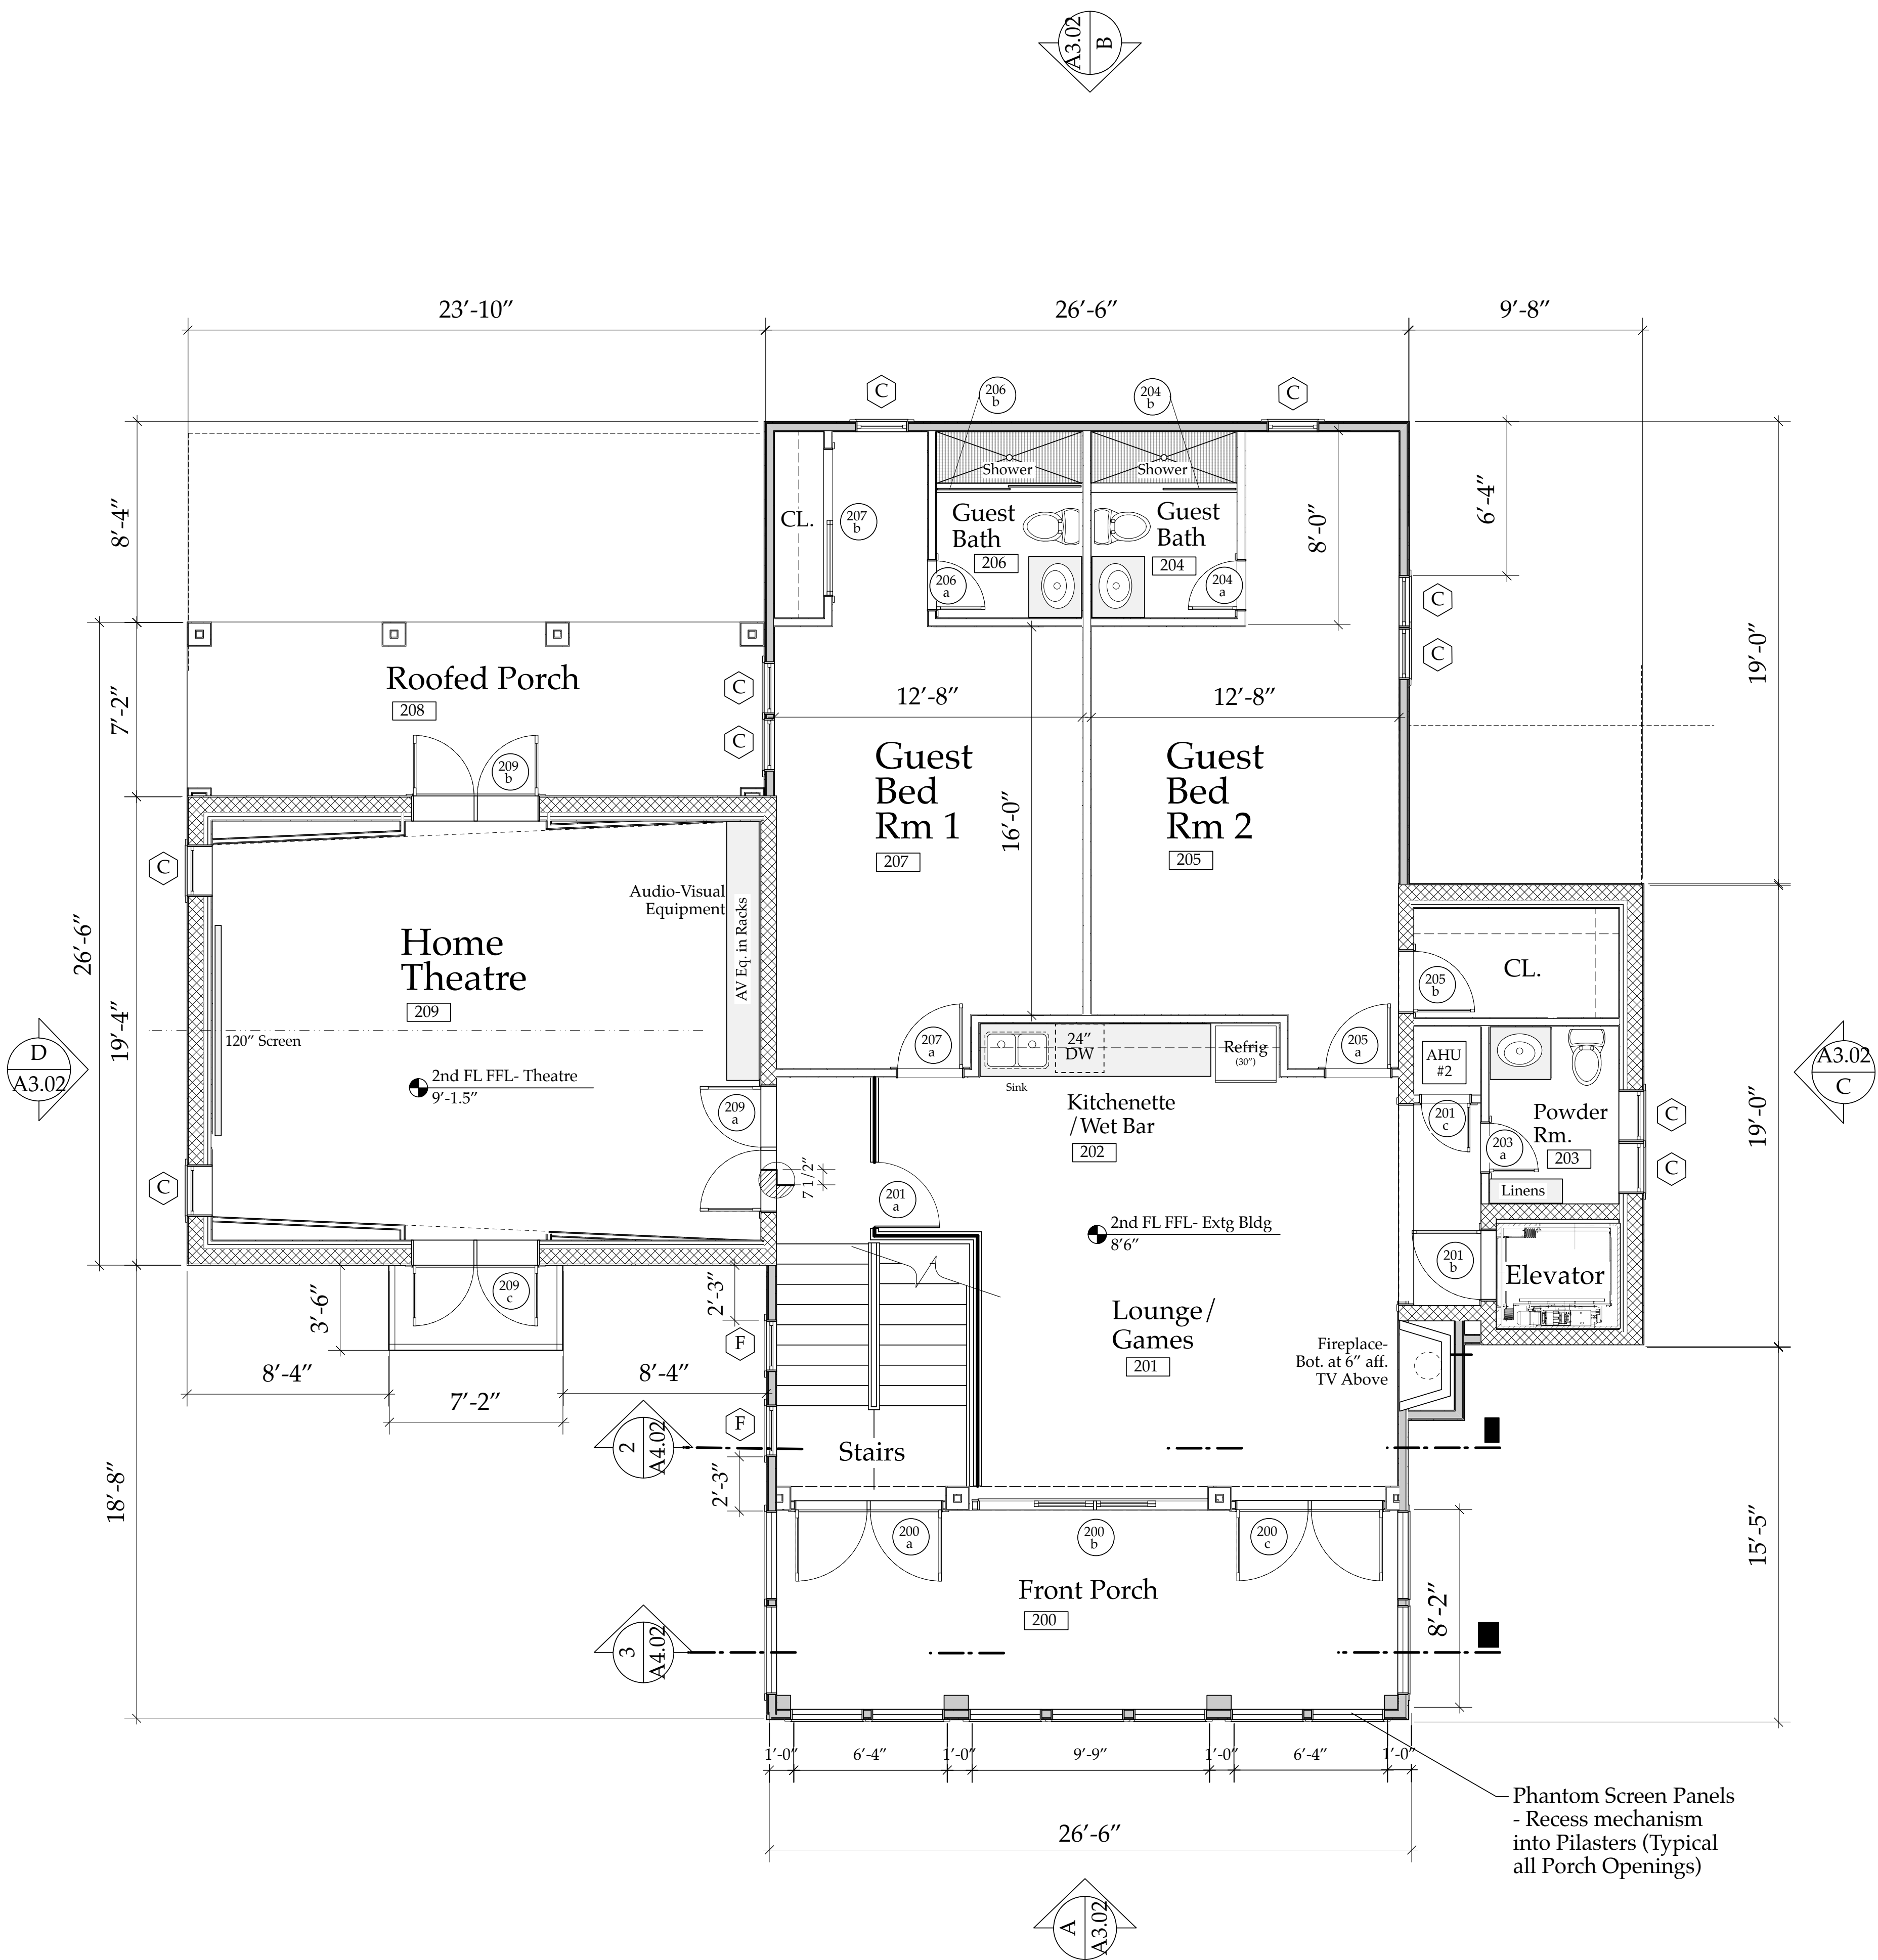 A3.02
B
23'-10"
26'-6"
9'-8"
C
206
b
204
b
C
Shower
Shower
6'-4"
8'-4"
CL.
207
b
Guest
Bath
206
Guest
Bath
204
8'-0"
206
a
204
a
C
C
19'-0"
Roofed Porch
208
C
C
7'-2"
12'-8"
12'-8"
209
b
Guest
Bed
Rm 1
207
Guest
Bed
Rm 2
205
16'-0"
C
Audio-Visual
Equipment
AV Eq. in Racks
26'-6"
Home
Theatre
209
CL.
205
b
19'-4"
120" Screen
207
a
24"
DW
Refrig
(30")
205
a
AHU
#2
D
A3.02
A3.02
C
2nd FL FFL- Theatre
9'-1.5"
Sink
209
a
Kitchenette
/Wet Bar
202
201
c
Powder
Rm.
203
203
a
C
C
19'-0"
C
7 1/2"
201
a
Linens
2nd FL FFL- Extg Bldg
8'6"
201
b
Elevator
209
c
3'-6"
2'-3"
Lounge/
Games
201
F
Fireplace-
Bot. at 6" aff.
TV Above
8'-4"
8'-4"
7'-2"
F
2
A4.02
Stairs
2'-3"
18'-8"
15'-5"
200
a
200
b
200
c
Front Porch
200
8'-2"
3
A4.02
1'-0"
6'-4"
1'-0"
9'-9"
1'-0"
6'-4"
1'-0"
Phantom Screen Panels
- Recess mechanism
into Pilasters (Typical
all Porch Openings)
26'-6"
A
A3.02